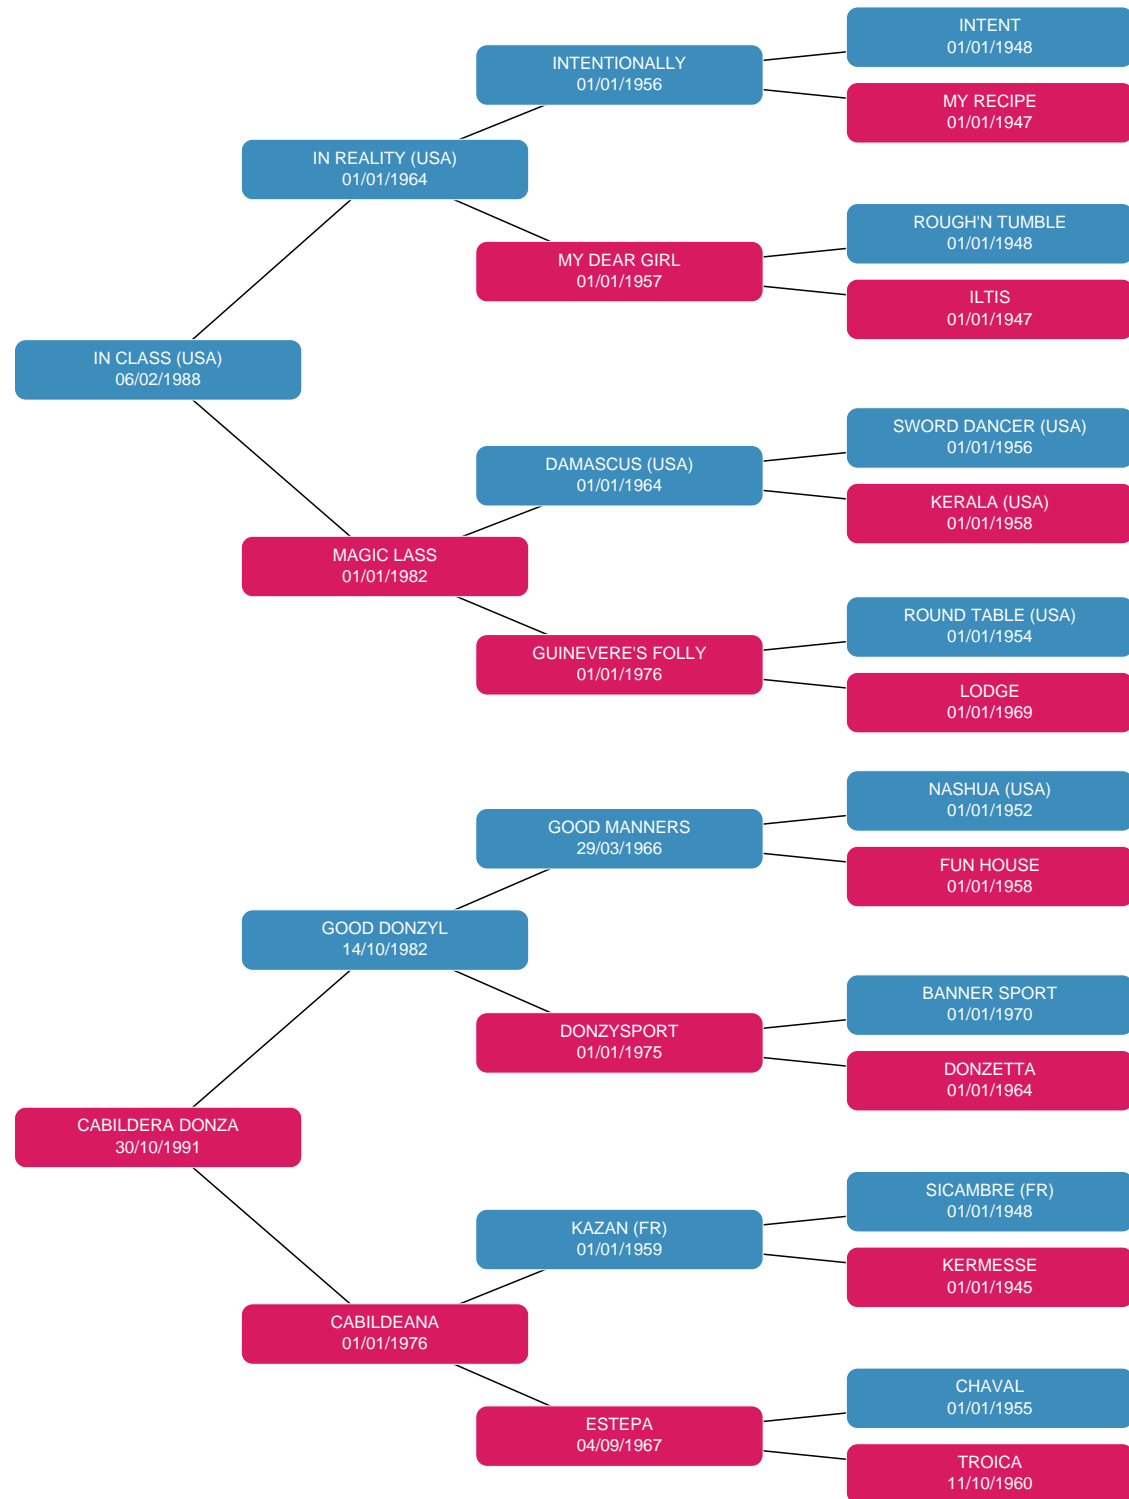 INTENT
01/01/1948
INTENTIONALLY
01/01/1956
MY RECIPE
01/01/1947
IN REALITY (USA)
01/01/1964
ROUGH'N TUMBLE
01/01/1948
MY DEAR GIRL
01/01/1957
ILTIS
01/01/1947
IN CLASS (USA)
06/02/1988
SWORD DANCER (USA)
01/01/1956
DAMASCUS (USA)
01/01/1964
KERALA (USA)
01/01/1958
MAGIC LASS
01/01/1982
ROUND TABLE (USA)
01/01/1954
GUINEVERE'S FOLLY
01/01/1976
LODGE
01/01/1969
NASHUA (USA)
01/01/1952
GOOD MANNERS
29/03/1966
FUN HOUSE
01/01/1958
GOOD DONZYL
14/10/1982
BANNER SPORT
01/01/1970
DONZYSPORT
01/01/1975
DONZETTA
01/01/1964
CABILDERA DONZA
30/10/1991
SICAMBRE (FR)
01/01/1948
KAZAN (FR)
01/01/1959
KERMESSE
01/01/1945
CABILDEANA
01/01/1976
CHAVAL
01/01/1955
ESTEPA
04/09/1967
TROICA
11/10/1960